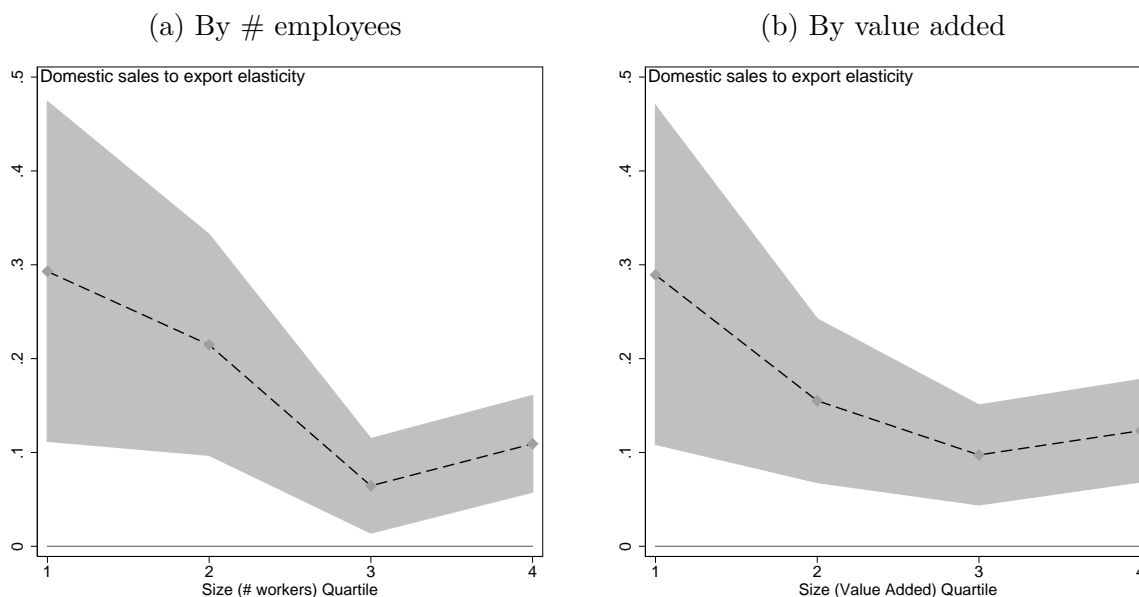 (a) By # employees
Domestic sales to export elasticity
.5
.4
.3
.2
.1
0
1 2 3 4
Size (# workers) Quartile
(b) By value added
Domestic sales to export elasticity
.5
.4
.3
.2
.1
0
1 2 3 4
Size (Value Added) Quartile